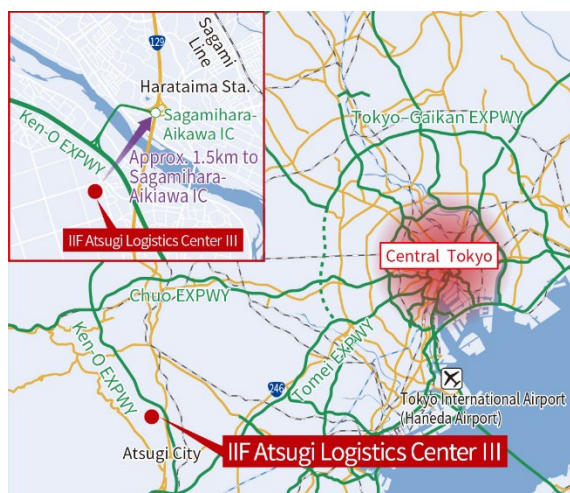 129
Sagami
Line
Harataima Sta.
Sagamihara-
Aikawa IC
Ken-O EXPWY
Approx. 1.5km to
Sagamihara-
Aikiawa IC
IIF Atsugi Logistics Center III
Tokyo-Gaikan EXPWY
Central Tokyo
Chuo EXPWY
Ken-O EXPWY
Tomei EXPWY
246
Tokyo International Airport
(Haneda Airport)
Atsugi City
IIF Atsugi Logistics Center III